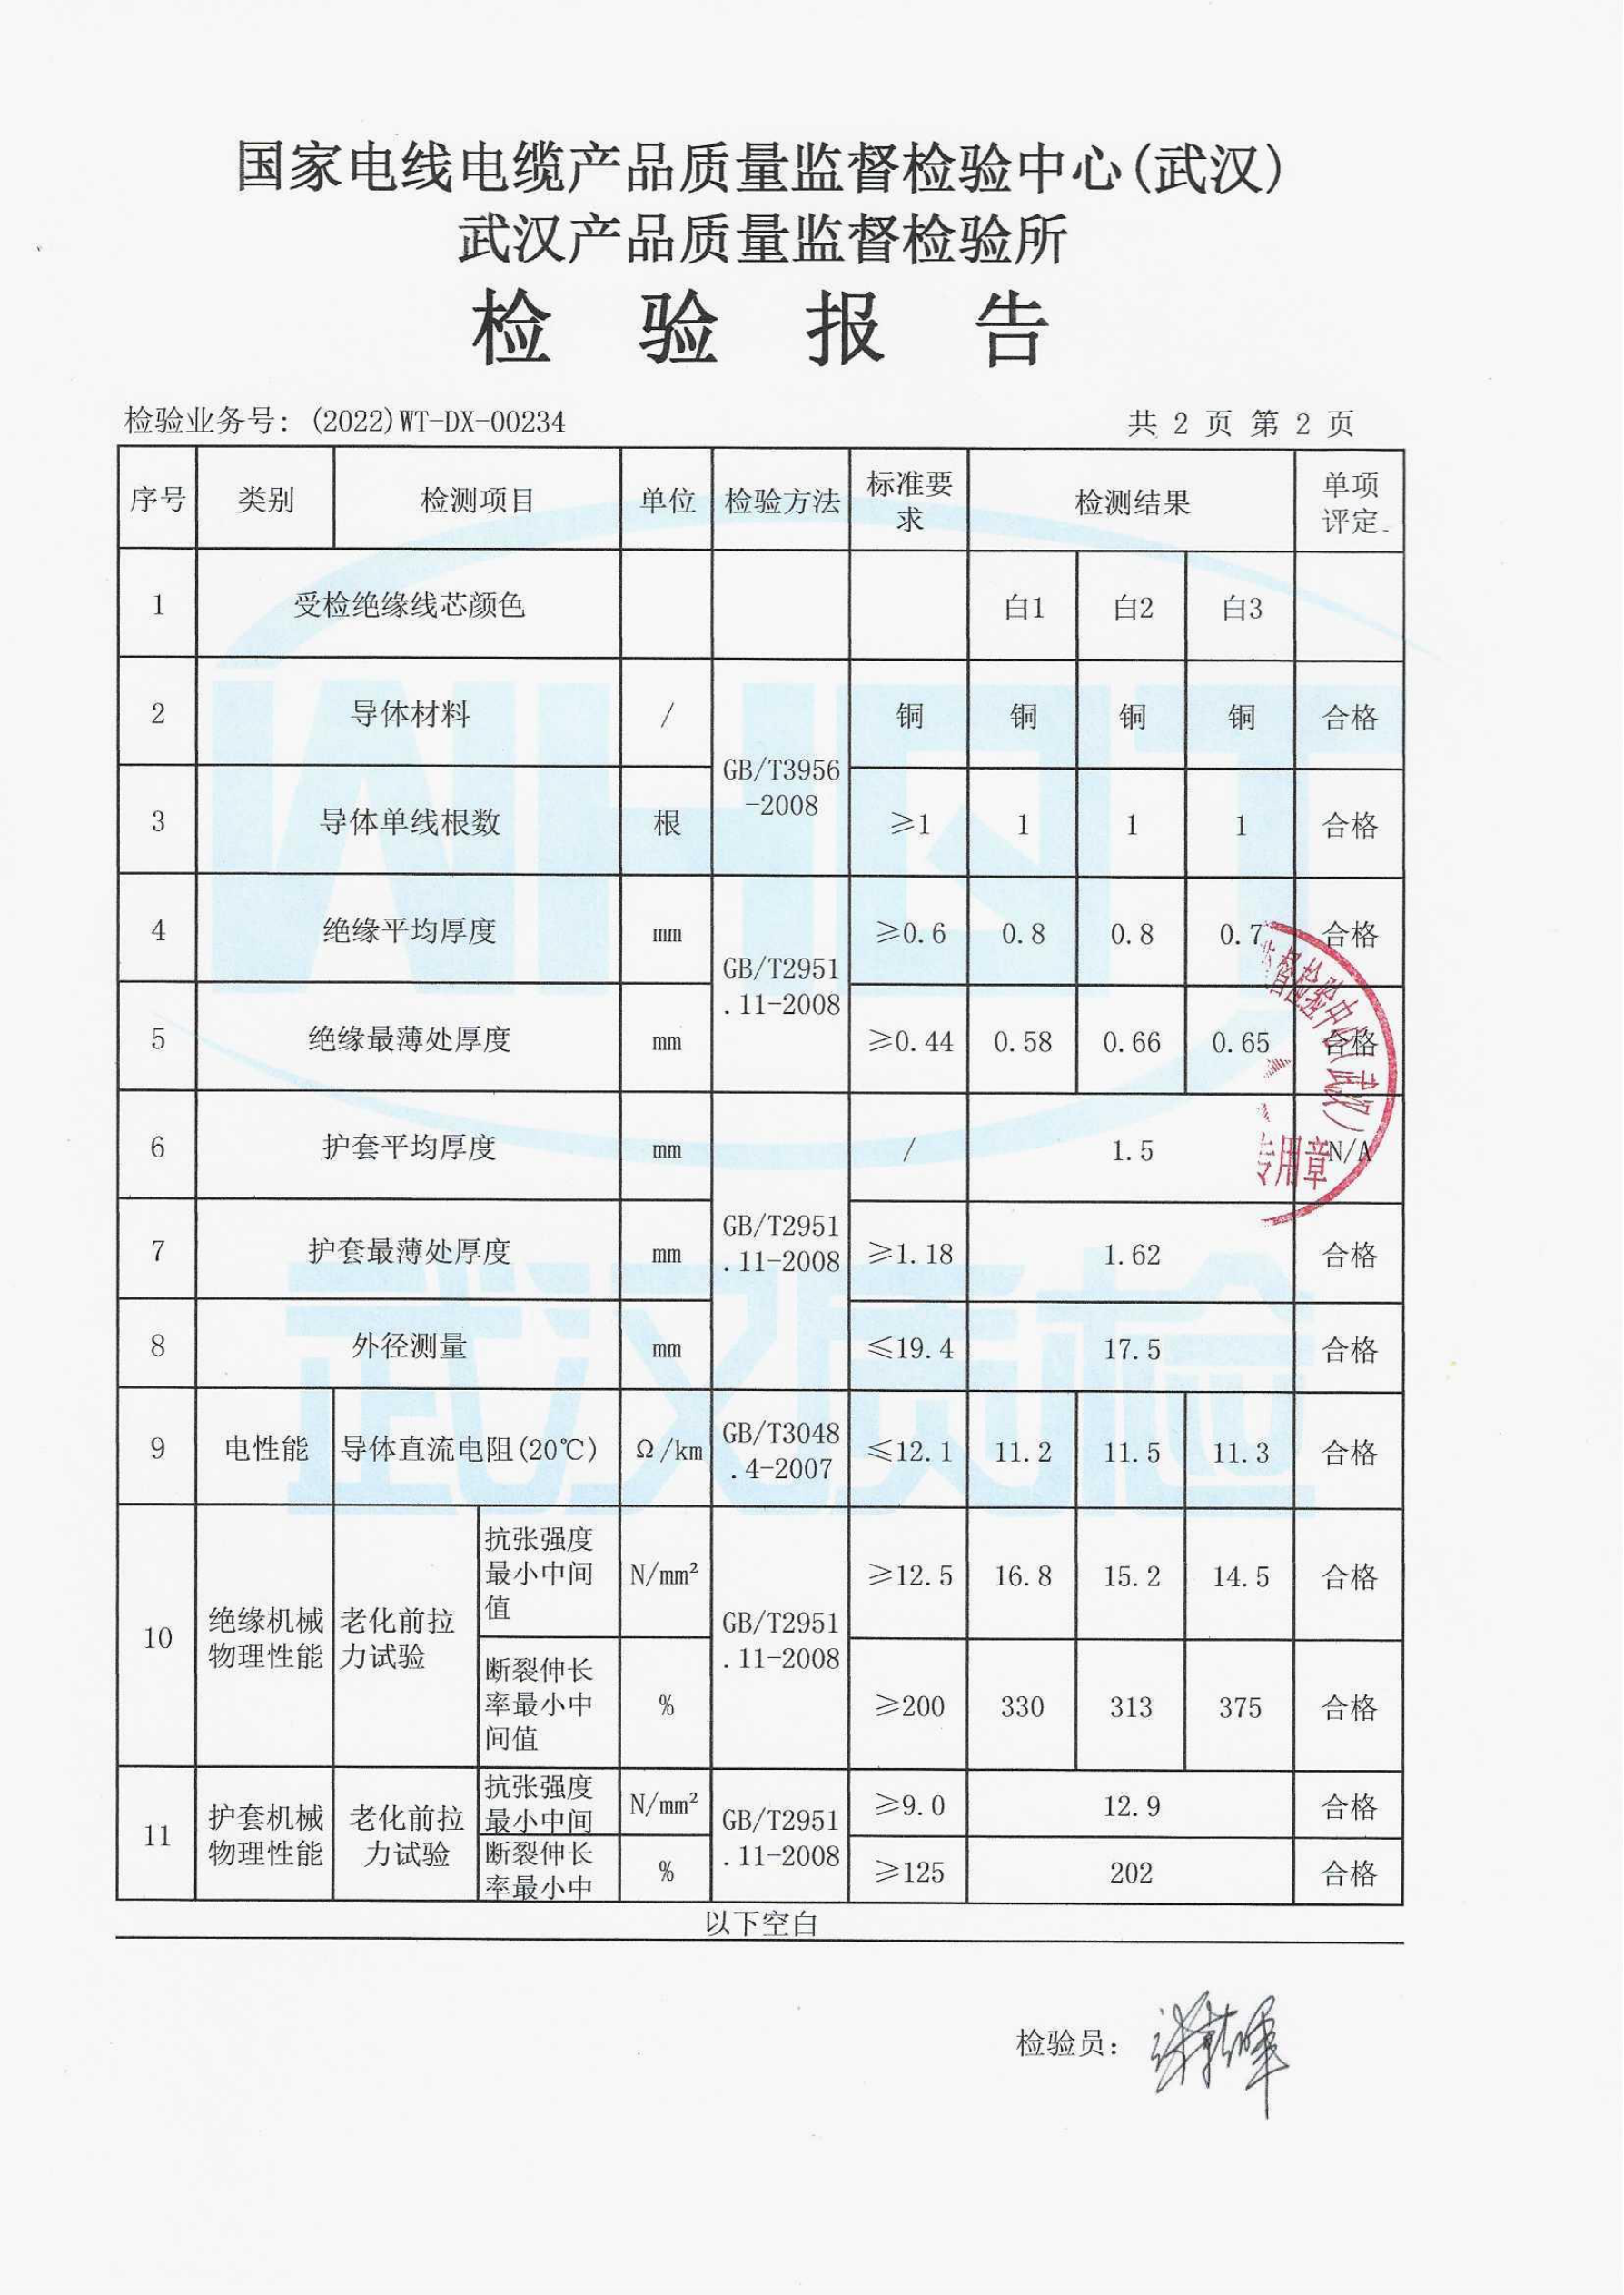 国家电线电缆产品质量监督检验中心(武汉)
武汉产品质量监督检验所
检 验 报 告
检验业务号: (2022)WT-DX-00234
共 2 页 第 2 页
序号 类别 检测项目 单位 检验方法 标准要求 检测结果 单项评定
1 受检绝缘线芯颜色 白1 白2 白3
2 导体材料 / GB/T3956-2008 铜 铜 铜 铜 合格
3 导体单线根数 根 ≥1 1 1 1 合格
4 绝缘平均厚度 mm GB/T2951.11-2008 ≥0.6 0.8 0.8 0.7 合格
5 绝缘最薄处厚度 mm ≥0.44 0.58 0.66 0.65 合格
6 护套平均厚度 mm GB/T2951.11-2008 / 1.5 N/A
7 护套最薄处厚度 mm ≥1.18 1.62 合格
8 外径测量 mm ≤19.4 17.5 合格
9 电性能 导体直流电阻(20℃) Ω/km GB/T3048.4-2007 ≤12.1 11.2 11.5 11.3 合格
10 绝缘机械物理性能 老化前拉力试验 抗张强度最小中间值 N/mm² GB/T2951.11-2008 ≥12.5 16.8 15.2 14.5 合格
断裂伸长率最小中间值 % ≥200 330 313 375 合格
11 护套机械物理性能 老化前拉力试验 抗张强度最小中间 N/mm² GB/T2951.11-2008 ≥9.0 12.9 合格
断裂伸长率最小中 % ≥125 202 合格
以下空白
检验员:
督检验中心(武汉)
专用章
WHQT
武汉质检